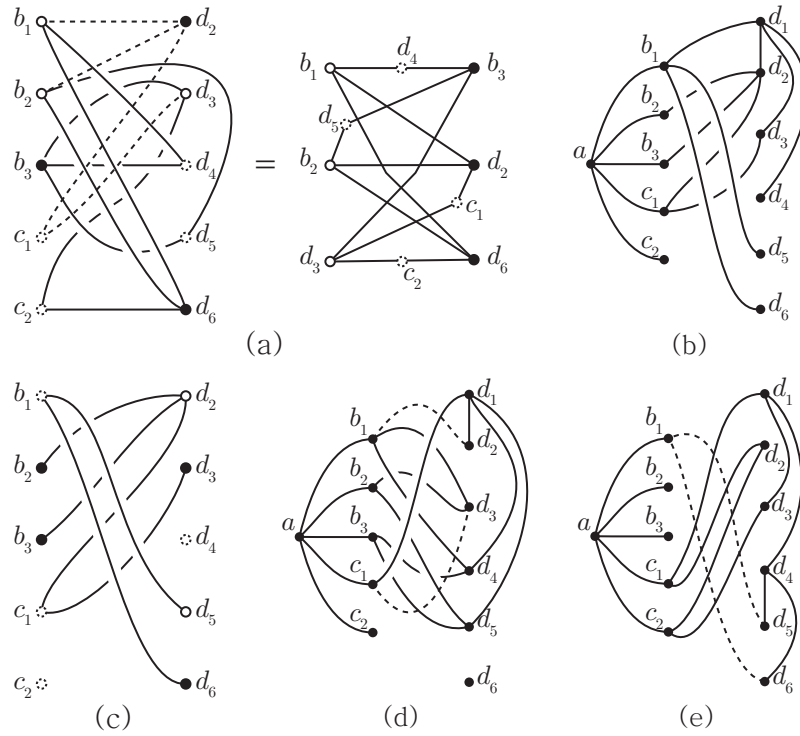 b₁ d₂
b₂ d₃
b₃ d₄
c₁ d₅
c₂ d₆
=
b₁ d₄ b₃
d₅
b₂ d₂
c₁
d₃ c₂ d₆
(a)
d₁
b₁ d₂
b₂
a b₃ d₃
c₁ d₄
c₂ d₅
d₆
(b)
b₁ d₂
b₂ d₃
b₃ d₄
c₁ d₅
c₂ d₆
(c)
d₁
b₁ d₂
b₂ d₃
a b₃
c₁ d₄
c₂ d₅
d₆
(d)
d₁
b₁ d₂
b₂ d₃
a b₃
c₁ d₄
c₂ d₅
d₆
(e)